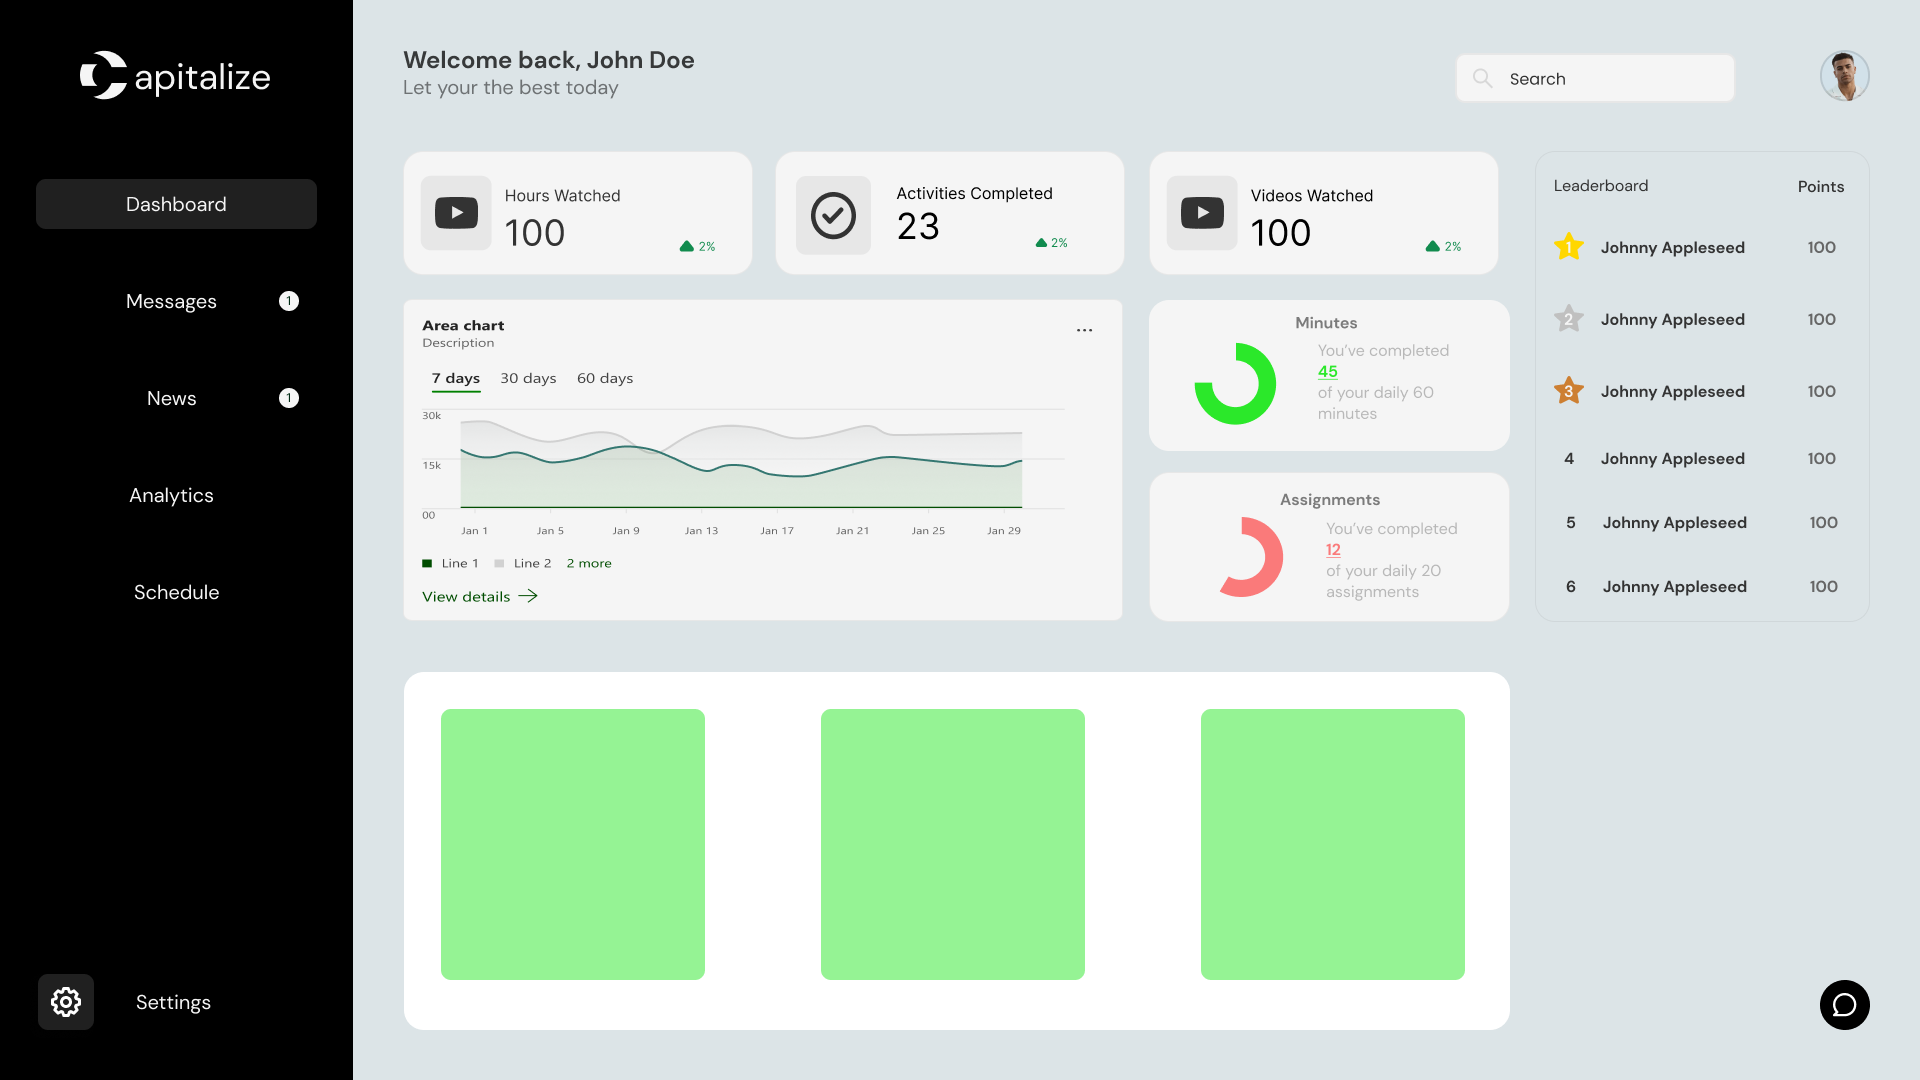 apitalize
Dashboard
Messages 1
News 1
Analytics
Schedule
Settings
Welcome back, John Doe
Let your the best today
Search
Hours Watched
100
2%
Activities Completed
23
2%
Videos Watched
100
2%
Area chart
Description
7 days 30 days 60 days
30k
15k
00
Jan 1 Jan 5 Jan 9 Jan 13 Jan 17 Jan 21 Jan 25 Jan 29
Line 1 Line 2 2 more
View details
Minutes
You've completed
45
of your daily 60
minutes
Assignments
You've completed
12
of your daily 20
assignments
Leaderboard Points
1 Johnny Appleseed 100
2 Johnny Appleseed 100
3 Johnny Appleseed 100
4 Johnny Appleseed 100
5 Johnny Appleseed 100
6 Johnny Appleseed 100